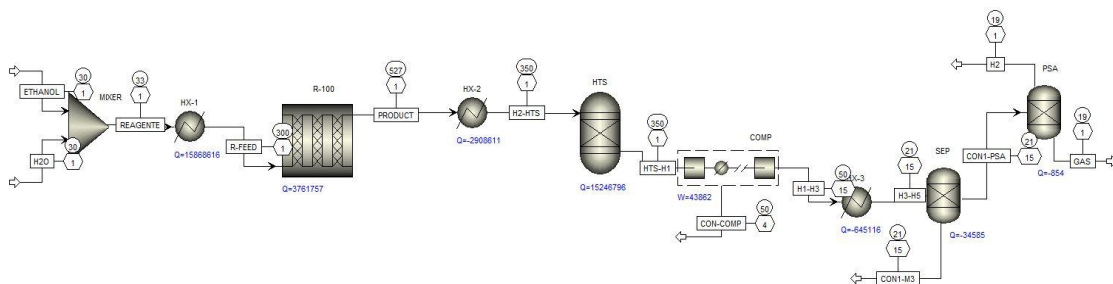 30
1
ETHANOL
MIXER
33
1
REAGENTE
30
1
H2O
HX-1
Q=15868616
R-FEED
300
1
R-100
Q=3761757
527
1
PRODUCT
HX-2
Q=-2908611
350
1
H2-HTS
HTS
Q=15246796
350
1
HTS-H1
COMP
W=43862
50
4
CON-COMP
50
15
H1-H3
HX-3
Q=-645116
21
15
H3-H5
SEP
Q=-34585
21
15
CON1-M3
21
15
CON1-PSA
19
1
H2
PSA
Q=-854
19
1
GAS